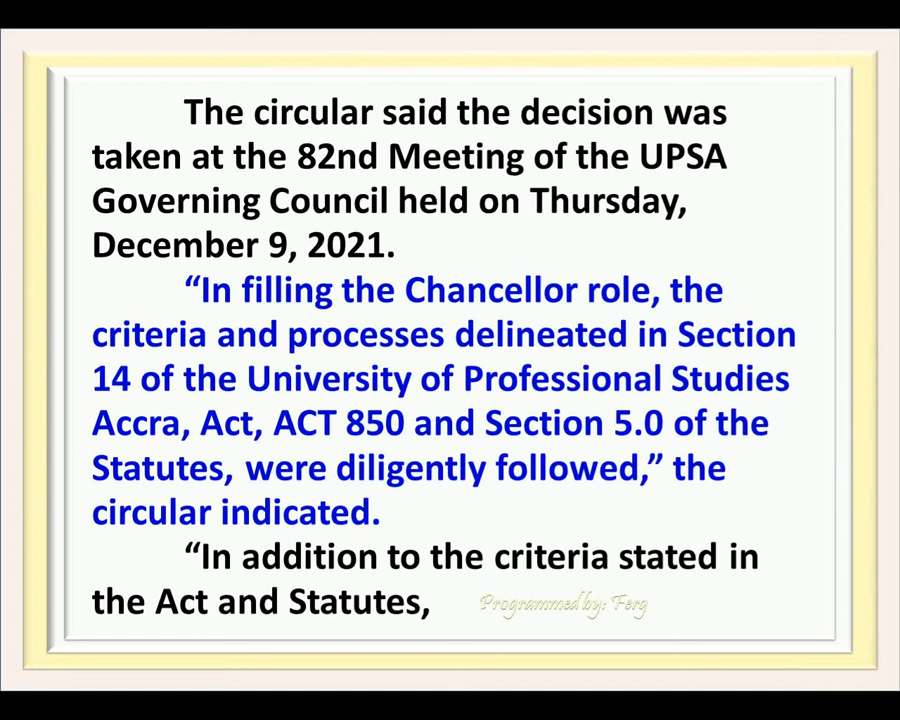 The circular said the decision was
taken at the 82nd Meeting of the UPSA
Governing Council held on Thursday,
December 9, 2021.
“In filling the Chancellor role, the
criteria and processes delineated in Section
14 of the University of Professional Studies
Accra, Act, ACT 850 and Section 5.0 of the
Statutes, were diligently followed,” the
circular indicated.
“In addition to the criteria stated in
the Act and Statutes,
Programmed by: Ferg